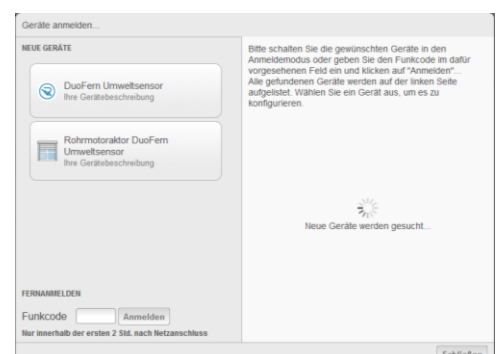 Geräte anmelden...
NEUE GERÄTE
DuoFern Umweltsensor
Ihre Gerätebeschreibung
Rohrmotoraktor DuoFern
Umweltsensor
Ihre Gerätebeschreibung
FERNANMELDEN
Funkcode
Anmelden
Nur innerhalb der ersten 2 Std. nach Netzanschluss
Bitte schalten Sie die gewünschten Geräte in den
Anmeldemodus oder geben Sie den Funkcode im dafür
vorgesehenen Feld ein und klicken auf "Anmelden"...
Alle gefundenen Geräte werden auf der linken Seite
aufgelistet. Wählen Sie ein Gerät aus, um es zu
konfigurieren.
Neue Geräte werden gesucht...
Schließen